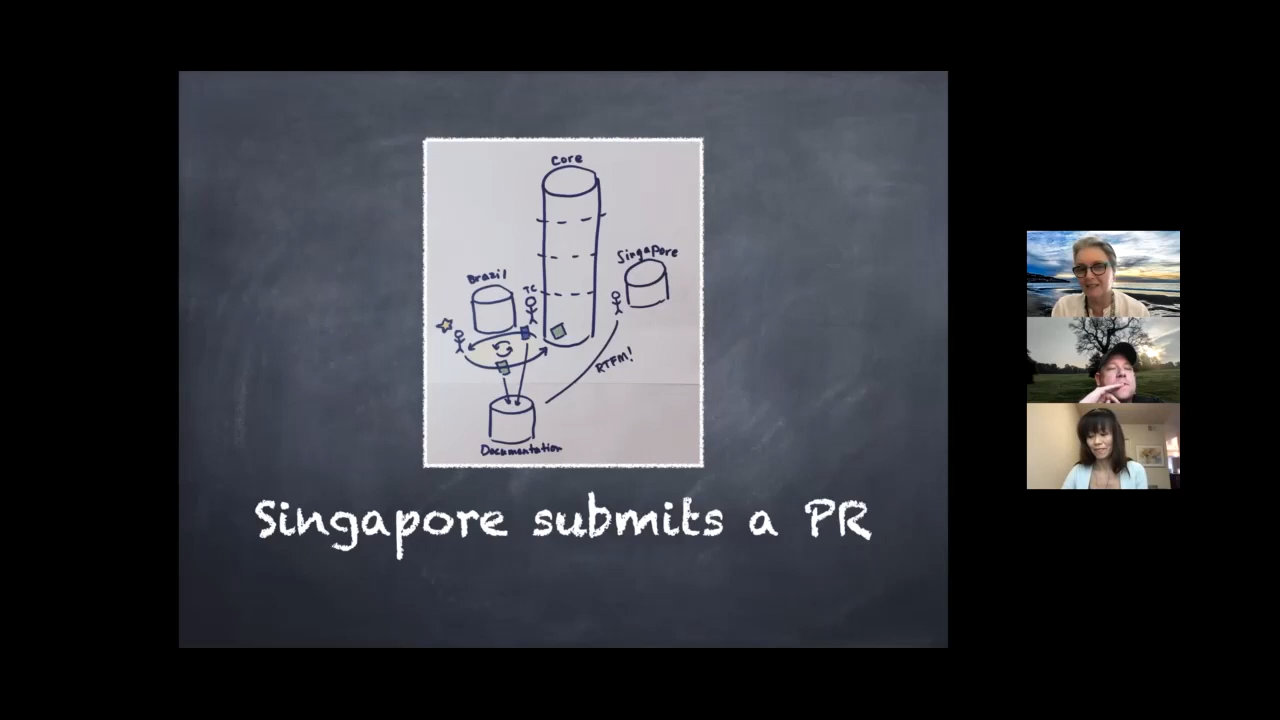 Core
Singapore
Brazil
TC
RTFM!
Documentation
Singapore submits a PR